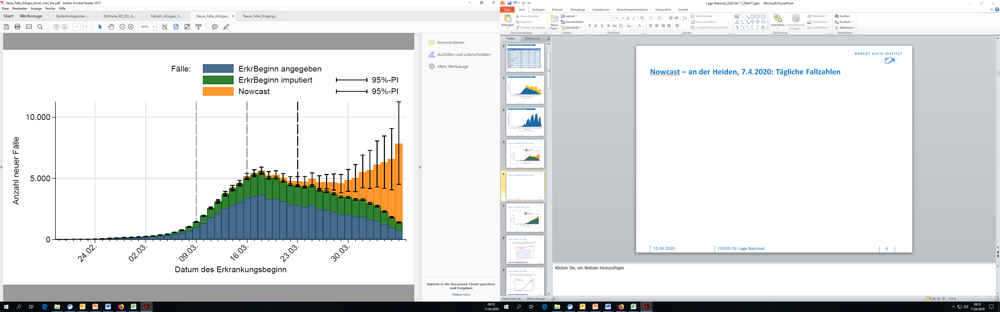 Neue_Fälle_AGsges_time3_ma3_bar.pdf - Adobe Acrobat Reader 2017
Datei Bearbeiten Anzeige Fenster Hilfe
Start Werkzeuge Epidemiologisches ... Estimate_R0_ED_A... Fallzahl_AGsges_ti... Neue_Fälle_AGsges... × Neue_Fälle_Eingang...
1 / 1 205%
Fälle:
ErkrBeginn angegeben
ErkrBeginn imputiert 95%-PI
Nowcast 95%-PI
Anzahl neuer Fälle
10.000
5.000
0
24.02. 02.03. 09.03. 16.03. 23.03. 30.03.
Datum des Erkrankungsbeginn
Kommentieren
Ausfüllen und unterschreiben
Mehr Werkzeuge
Dateien in der Document Cloud speichern
und freigeben
Weitere Infos
09:55
11.04.2020
Lage-National_2020-04-11_DRAFT.pptx - Microsoft PowerPoint
Datei Start Einfügen Entwurf Übergänge Animationen Bildschirmpräsentation Überprüfen Ansicht
Einfügen
Ausschneiden
Kopieren
Format übertragen
Zwischenablage
Neue
Folie
Layout
Zurücksetzen
Abschnitt
Folien
14
F K U S abc AV Aa A
Schriftart
Textrichtung
Text ausrichten
In SmartArt konvertieren
Absatz
Anordnen
Schnellformat-
vorlagen
Fülleffekt
Formkontur
Formeffekte
Zeichnung
Suchen
Ersetzen
Markieren
Bearbeiten
Folien Gliederung
2
3
4
5
6
7
8
9
ROBERT KOCH INSTITUT
Nowcast – an der Heiden, 7.4.2020: Tägliche Fallzahlen
11.04.2020 COVID-19: Lage National 6
Klicken Sie, um Notizen hinzuzufügen
Folie 6 von 36 "Office-Design" 110 %
09:55
11.04.2020